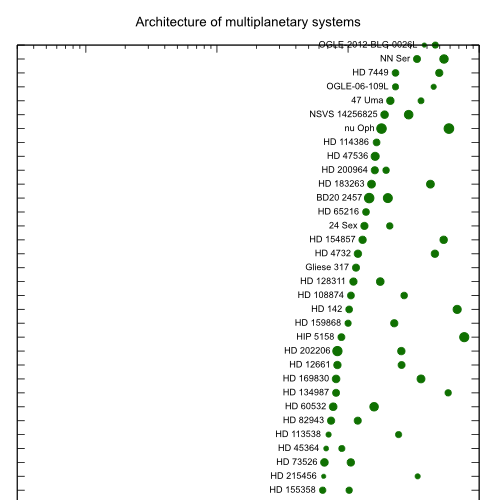 Architecture of multiplanetary systems
OGLE-2012-BLG-0026L
NN Ser
HD 7449
OGLE-06-109L
47 Uma
NSVS 14256825
nu Oph
HD 114386
HD 47536
HD 200964
HD 183263
BD20 2457
HD 65216
24 Sex
HD 154857
HD 4732
Gliese 317
HD 128311
HD 108874
HD 142
HD 159868
HIP 5158
HD 202206
HD 12661
HD 169830
HD 134987
HD 60532
HD 82943
HD 113538
HD 45364
HD 73526
HD 215456
HD 155358